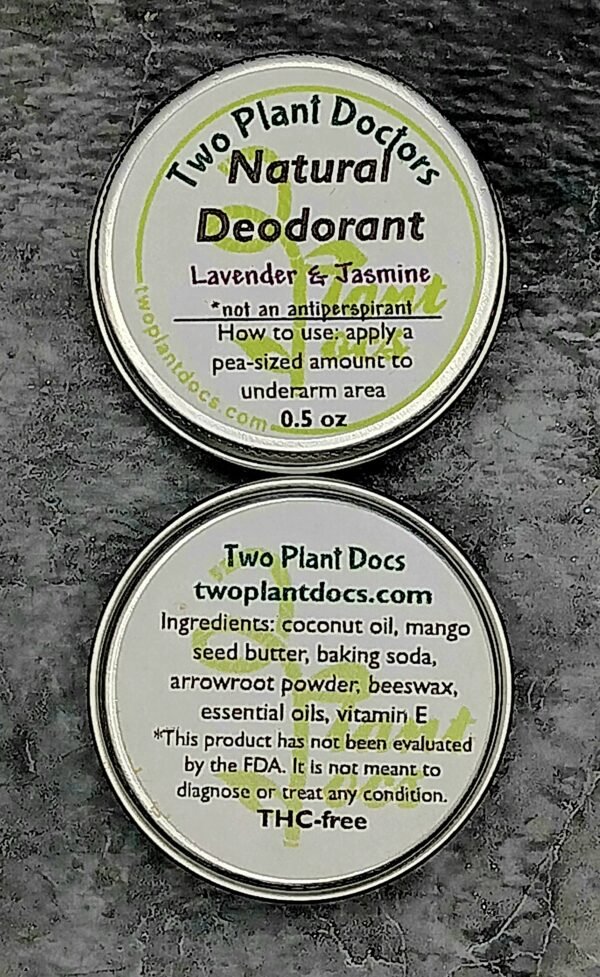 Two Plant Doctors
Natural
Deodorant
Lavender & Jasmine
*not an antiperspirant
How to use: apply a
pea-sized amount to
underarm area
0.5 oz
twoplantdocs.com
Two Plant Docs
twoplantdocs.com
Ingredients: coconut oil, mango
seed butter, baking soda,
arrowroot powder, beeswax,
essential oils, vitamin E
*This product has not been evaluated
by the FDA. It is not meant to
diagnose or treat any condition.
THC-free